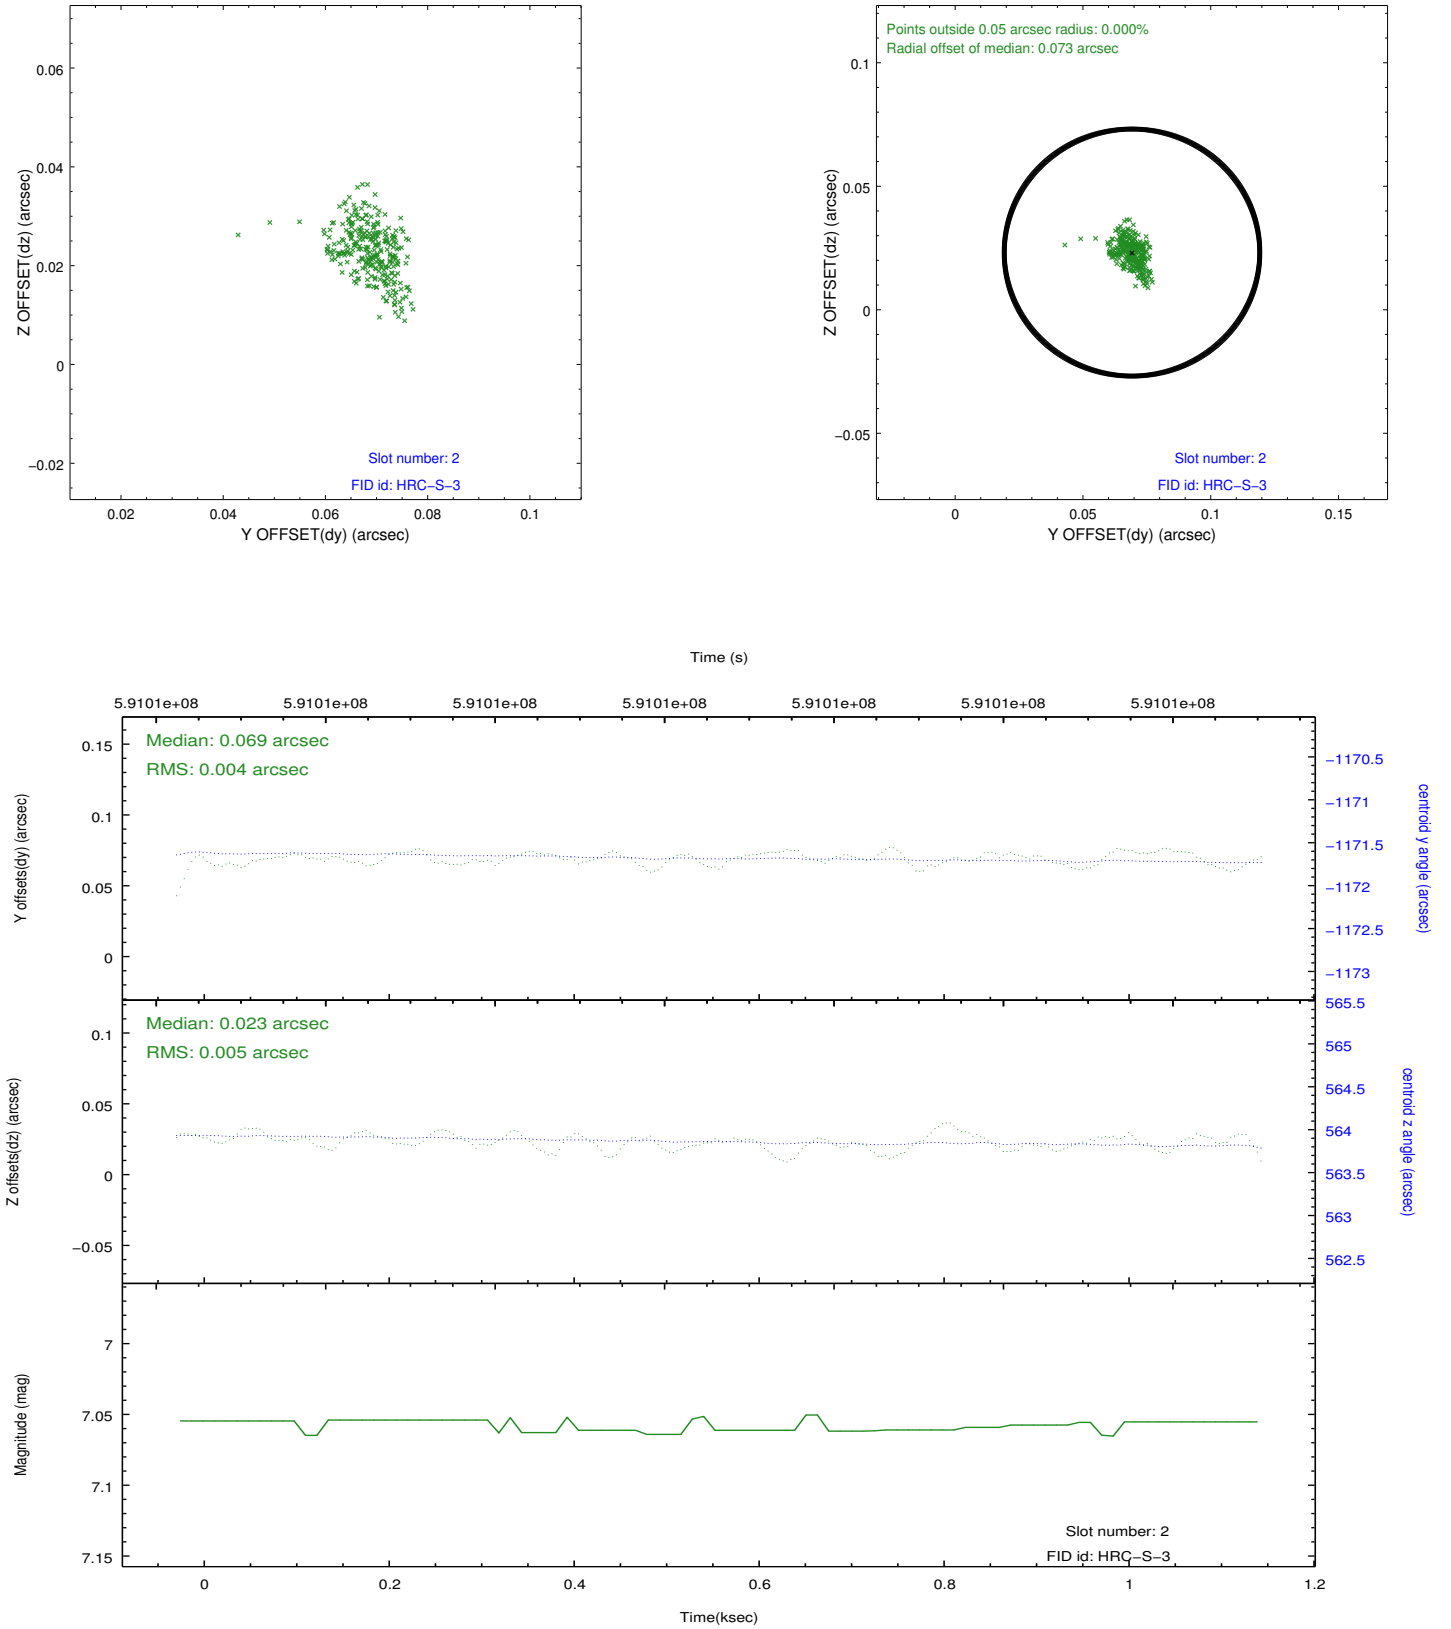 0.06
0.04
0.02
0
−0.02
Z OFFSET(dz) (arcsec)
Slot number: 2
FID id: HRC−S−3
0.02
0.04
0.06
0.08
0.1
Y OFFSET(dy) (arcsec)
Points outside 0.05 arcsec radius: 0.000%
Radial offset of median: 0.073 arcsec
0.1
0.05
0
−0.05
Z OFFSET(dz) (arcsec)
Slot number: 2
FID id: HRC−S−3
0
0.05
0.1
0.15
Y OFFSET(dy) (arcsec)
Time (s)
5.9101e+08
5.9101e+08
5.9101e+08
5.9101e+08
5.9101e+08
5.9101e+08
5.9101e+08
Median: 0.069 arcsec
RMS: 0.004 arcsec
0.15
0.1
0.05
0
Y offsets(dy) (arcsec)
−1170.5
−1171
−1171.5
−1172
−1172.5
−1173
centroid y angle (arcsec)
Median: 0.023 arcsec
RMS: 0.005 arcsec
0.1
0.05
0
−0.05
Z offsets(dz) (arcsec)
565.5
565
564.5
564
563.5
563
562.5
centroid z angle (arcsec)
7
7.05
7.1
7.15
Magnitude (mag)
Slot number: 2
FID id: HRC−S−3
0
0.2
0.4
0.6
0.8
1
1.2
Time(ksec)